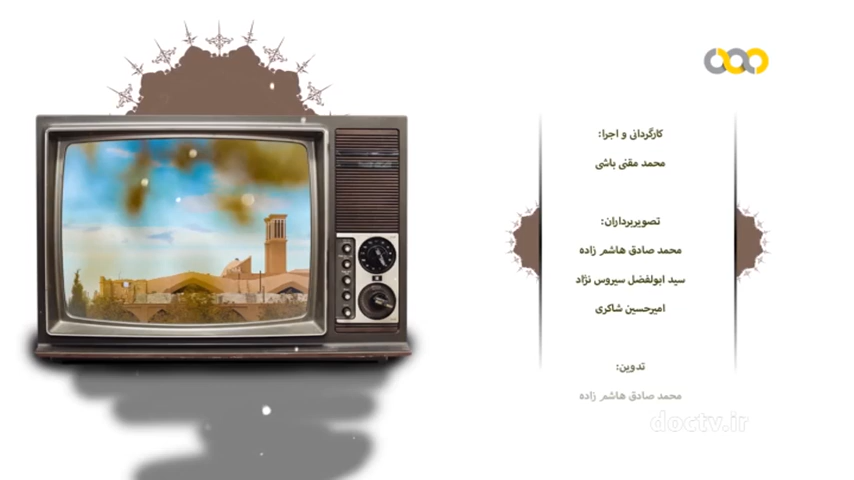 کارگردانی و اجرا:
محمد مقنی باشی
تصویربرداران:
محمد صادق هاشم زاده
سید ابولفضل سیروس نژاد
امیرحسین شاکری
تدوین:
محمد صادق هاشم زاده
doctv.ir